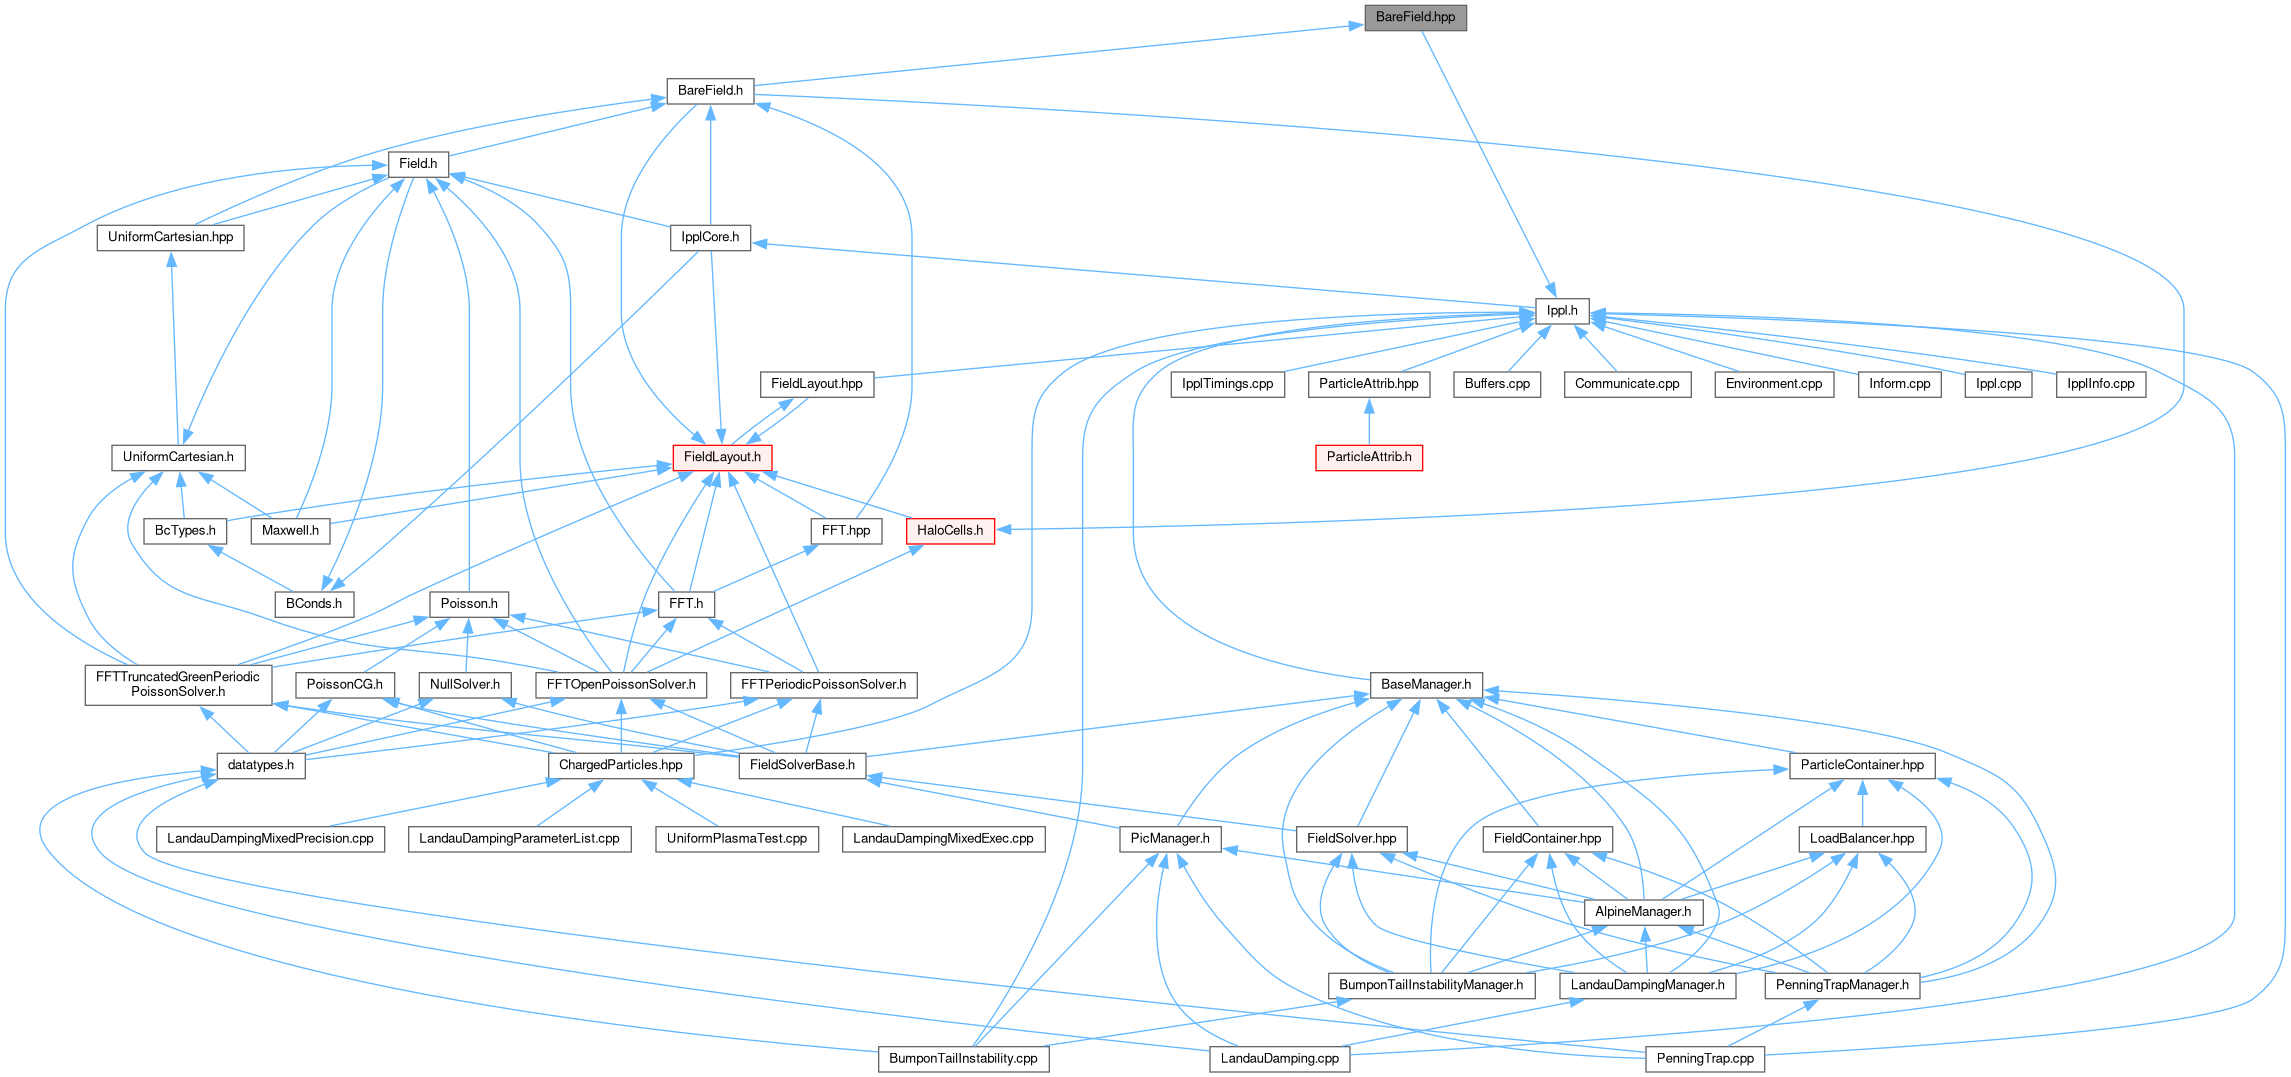 BareField.hpp
BareField.h
Field.h
UniformCartesian.hpp
IpplCore.h
Ippl.h
FieldLayout.hpp
IpplTimings.cpp
ParticleAttrib.hpp
Buffers.cpp
Communicate.cpp
Environment.cpp
Inform.cpp
Ippl.cpp
IpplInfo.cpp
UniformCartesian.h
FieldLayout.h
ParticleAttrib.h
BcTypes.h
Maxwell.h
FFT.hpp
HaloCells.h
BConds.h
Poisson.h
FFT.h
FFTTruncatedGreenPeriodic
PoissonSolver.h
PoissonCG.h
NullSolver.h
FFTOpenPoissonSolver.h
FFTPeriodicPoissonSolver.h
BaseManager.h
datatypes.h
ChargedParticles.hpp
FieldSolverBase.h
ParticleContainer.hpp
LandauDampingMixedPrecision.cpp
LandauDampingParameterList.cpp
UniformPlasmaTest.cpp
LandauDampingMixedExec.cpp
PicManager.h
FieldSolver.hpp
FieldContainer.hpp
LoadBalancer.hpp
AlpineManager.h
BumponTailInstabilityManager.h
LandauDampingManager.h
PenningTrapManager.h
BumponTailInstability.cpp
LandauDamping.cpp
PenningTrap.cpp